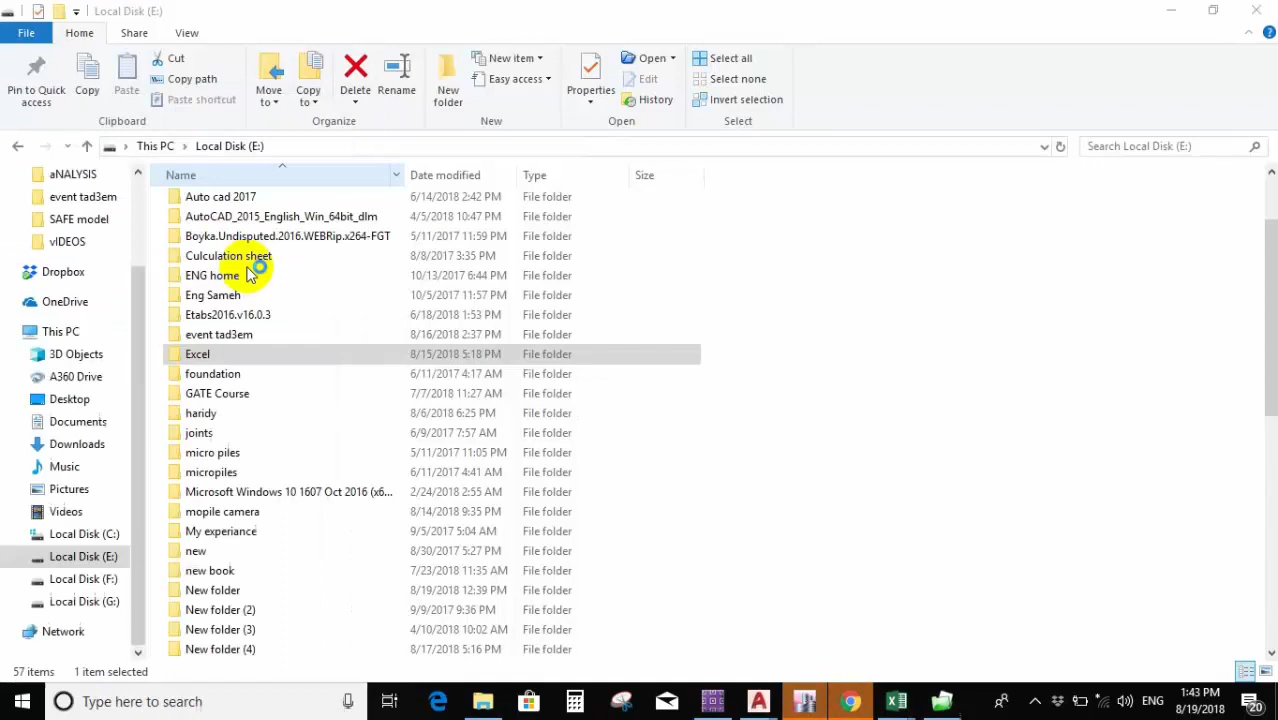 Local Disk (E:)
File Home Share View
Pin to Quick access
Copy
Paste
Cut
Copy path
Paste shortcut
Clipboard
Move to
Copy to
Delete
Rename
Organize
New folder
New item
Easy access
New
Properties
Open
Edit
History
Open
Select all
Select none
Invert selection
Select
This PC Local Disk (E:)
Search Local Disk (E:)
aNALYSIS
event tad3em
SAFE model
vIDEOS
Dropbox
OneDrive
This PC
3D Objects
A360 Drive
Desktop
Documents
Downloads
Music
Pictures
Videos
Local Disk (C:)
Local Disk (E:)
Local Disk (F:)
Local Disk (G:)
Network
Name Date modified Type Size
Auto cad 2017 6/14/2018 2:42 PM File folder
AutoCAD_2015_English_Win_64bit_dlm 4/5/2018 10:47 PM File folder
Boyka.Undisputed.2016.WEBRip.x264-FGT 5/11/2017 11:59 PM File folder
Culculation sheet 8/8/2017 3:35 PM File folder
ENG home 10/13/2017 6:44 PM File folder
Eng Sameh 10/5/2017 11:57 PM File folder
Etabs2016.v16.0.3 6/18/2018 1:53 PM File folder
event tad3em 8/16/2018 2:37 PM File folder
Excel 8/15/2018 5:18 PM File folder
foundation 6/11/2017 4:17 AM File folder
GATE Course 7/7/2018 11:27 AM File folder
haridy 8/6/2018 6:25 PM File folder
joints 6/9/2017 7:57 AM File folder
micro piles 5/11/2017 11:05 PM File folder
micropiles 6/11/2017 4:41 AM File folder
Microsoft Windows 10 1607 Oct 2016 (x6... 2/24/2018 2:55 AM File folder
mopile camera 8/14/2018 9:35 PM File folder
My experiance 9/5/2017 5:04 AM File folder
new 8/30/2017 5:27 PM File folder
new book 7/23/2018 11:35 AM File folder
New folder 8/19/2018 12:39 PM File folder
New folder (2) 9/9/2017 9:36 PM File folder
New folder (3) 4/10/2018 10:02 AM File folder
New folder (4) 8/17/2018 5:16 PM File folder
57 items 1 item selected
Type here to search
ENG
1:43 PM
8/19/2018
20